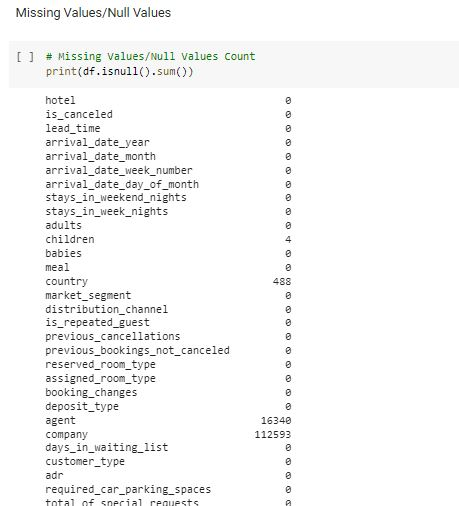 Missing Values/Null Values
[ ] # Missing Values/Null Values Count
print(df.isnull().sum())
hotel 0
is_canceled 0
lead_time 0
arrival_date_year 0
arrival_date_month 0
arrival_date_week_number 0
arrival_date_day_of_month 0
stays_in_weekend_nights 0
stays_in_week_nights 0
adults 0
children 4
babies 0
meal 0
country 488
market_segment 0
distribution_channel 0
is_repeated_guest 0
previous_cancellations 0
previous_bookings_not_canceled 0
reserved_room_type 0
assigned_room_type 0
booking_changes 0
deposit_type 0
agent 16340
company 112593
days_in_waiting_list 0
customer_type 0
adr 0
required_car_parking_spaces 0
total_of_special_requests 0